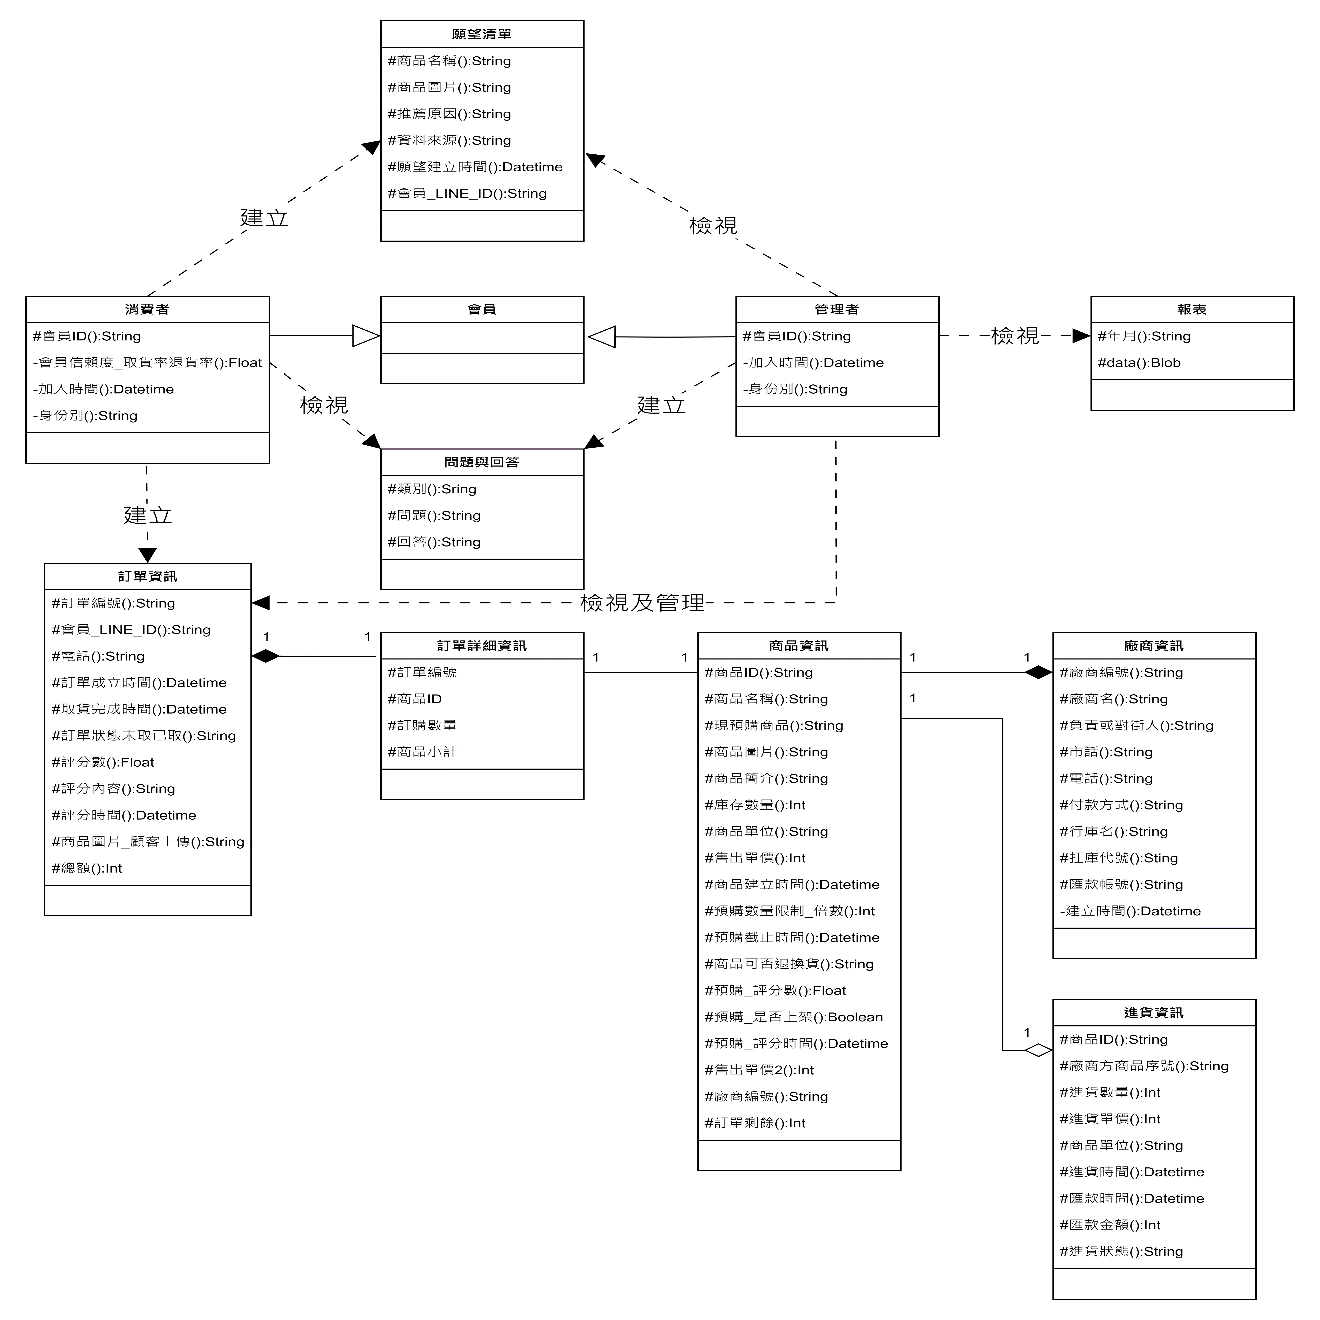 願望清單
#商品名稱():String
#商品圖片():String
#推薦原因():String
#資料來源():String
#願望建立時間():Datetime
#會員_LINE_ID():String
建立
檢視
消費者
#會員ID():String
-會員信賴度_取貨率退貨率():Float
-加入時間():Datetime
-身份別():String
會員
管理者
#會員ID():String
-加入時間():Datetime
-身份別():String
檢視
報表
#年月():String
#data():Blob
檢視
建立
問題與回答
#類別():Sring
#問題():String
#回答():String
建立
檢視及管理
訂單資訊
#訂單編號():String
#會員_LINE_ID():String
#電話():String
#訂單成立時間():Datetime
#取貨完成時間():Datetime
#訂單狀態未取已取():String
#評分數():Float
#評分內容():String
#評分時間():Datetime
#商品圖片_顧客上傳():String
#總額():Int
1
1
訂單詳細資訊
#訂單編號
#商品ID
#訂購數量
#商品小計
1
1
商品資訊
#商品ID():String
#商品名稱():String
#現預購商品():String
#商品圖片():String
#商品簡介():String
#庫存數量():Int
#商品單位():String
#售出單價():Int
#商品建立時間():Datetime
#預購數量限制_倍數():Int
#預購截止時間():Datetime
#商品可否退換貨():String
#預購_評分數():Float
#預購_是否上架():Boolean
#預購_評分時間():Datetime
#售出單價2():Int
#廠商編號():String
#訂單剩餘():Int
1
1
1
1
廠商資訊
#廠商編號():String
#廠商名():String
#負責或對銜人():String
#市話():String
#電話():String
#付款方式():String
#行庫名():String
#扗庫代號():Sting
#匯款帳號():String
-建立時間():Datetime
進貨資訊
#商品ID():String
#廠商方商品序號():String
#進貨數量():Int
#進貨單價():Int
#商品單位():String
#進貨時間():Datetime
#匯款時間():Datetime
#匯款金額():Int
#進貨狀態():String